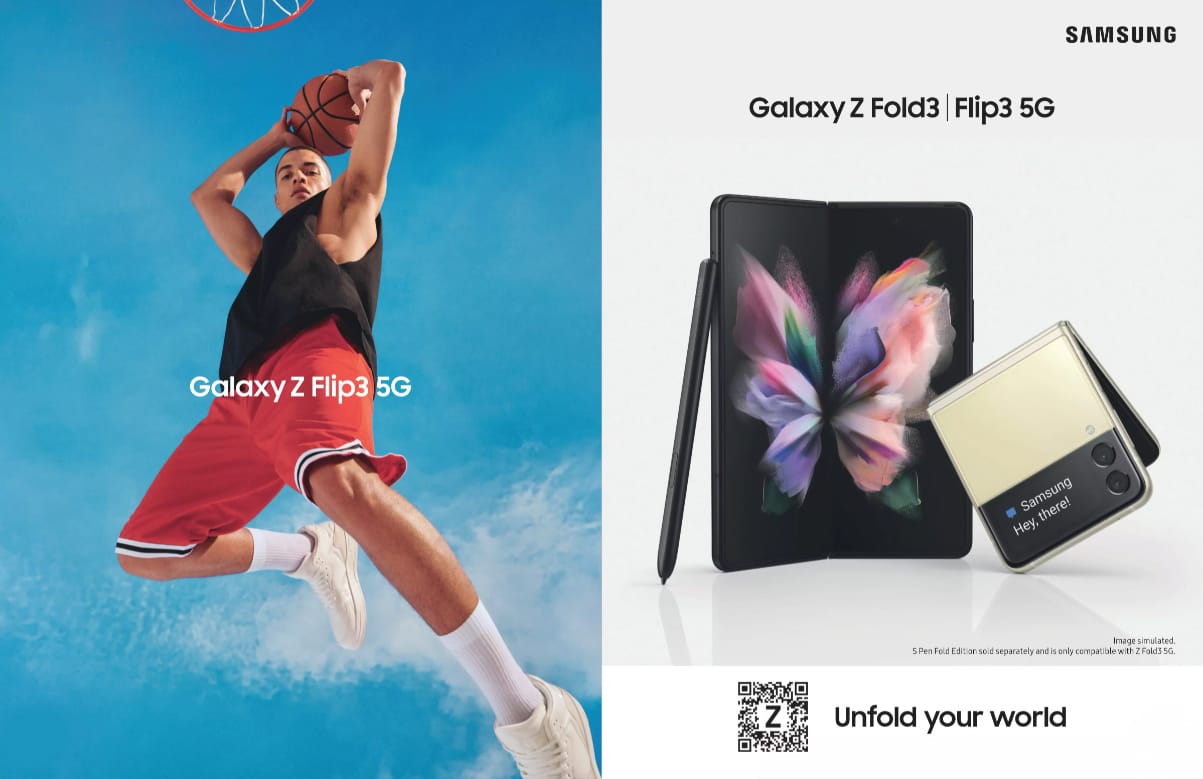 Galaxy Z Flip3 5G
SAMSUNG
Galaxy Z Fold3 | Flip3 5G
Samsung
Hey, there!
Image simulated.
S Pen Fold Edition sold separately and is only compatible with Z Fold3 5G.
Z
Unfold your world